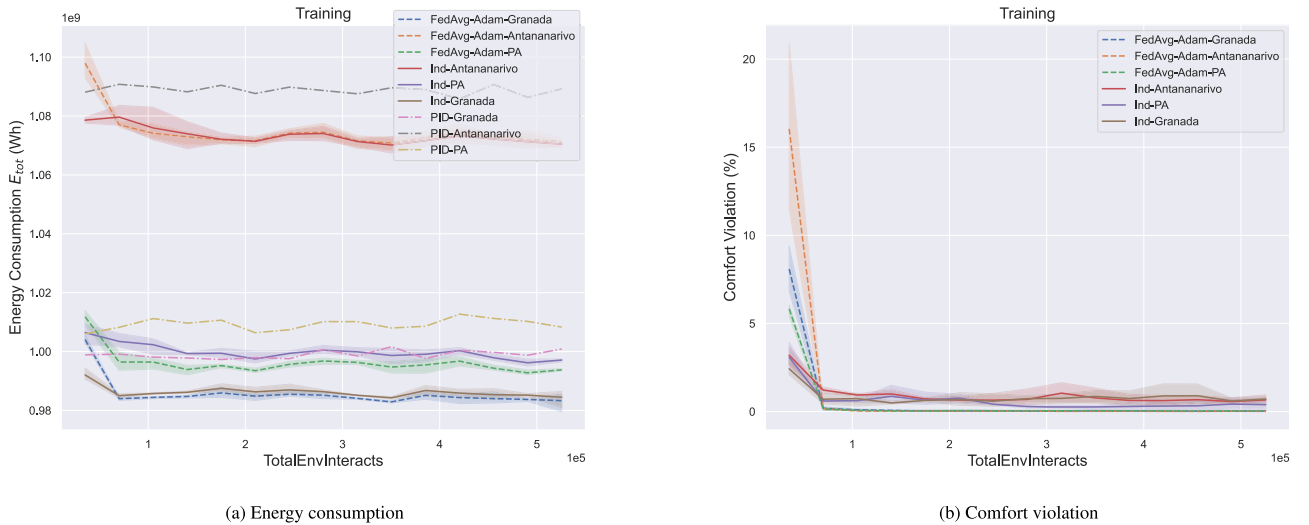 Training
1e9
Energy Consumption E_tot (Wh)
1.10
1.08
1.06
1.04
1.02
1.00
0.98
FedAvg-Adam-Granada
FedAvg-Adam-Antananarivo
FedAvg-Adam-PA
Ind-Antananarivo
Ind-PA
Ind-Granada
PID-Granada
PID-Antananarivo
PID-PA
1
2
3
4
5
1e5
TotalEnvInteracts
(a) Energy consumption
Training
Comfort Violation (%)
20
15
10
5
0
FedAvg-Adam-Granada
FedAvg-Adam-Antananarivo
FedAvg-Adam-PA
Ind-Antananarivo
Ind-PA
Ind-Granada
1
2
3
4
5
1e5
TotalEnvInteracts
(b) Comfort violation